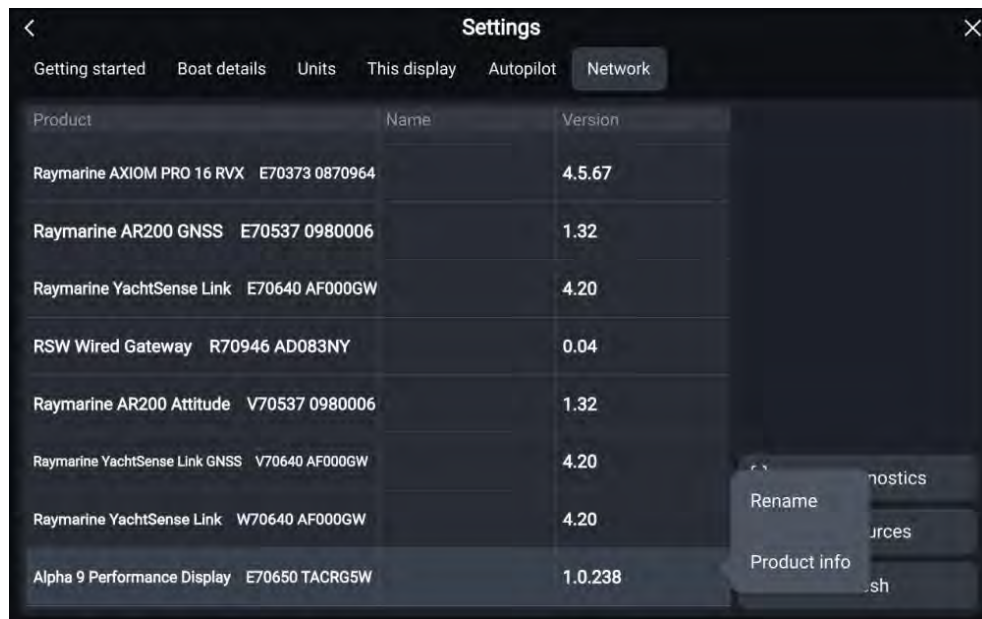 Settings
Getting started Boat details Units This display Autopilot Network
Product Name Version
Raymarine AXIOM PRO 16 RVX E70373 0870964 4.5.67
Raymarine AR200 GNSS E70537 0980006 1.32
Raymarine YachtSense Link E70640 AF000GW 4.20
RSW Wired Gateway R70946 AD083NY 0.04
Raymarine AR200 Attitude V70537 0980006 1.32
Raymarine YachtSense Link GNSS V70640 AF000GW 4.20
nostics
Rename
Raymarine YachtSense Link W70640 AF000GW 4.20
urces
Product info
Alpha 9 Performance Display E70650 TACRG5W 1.0.238
sh